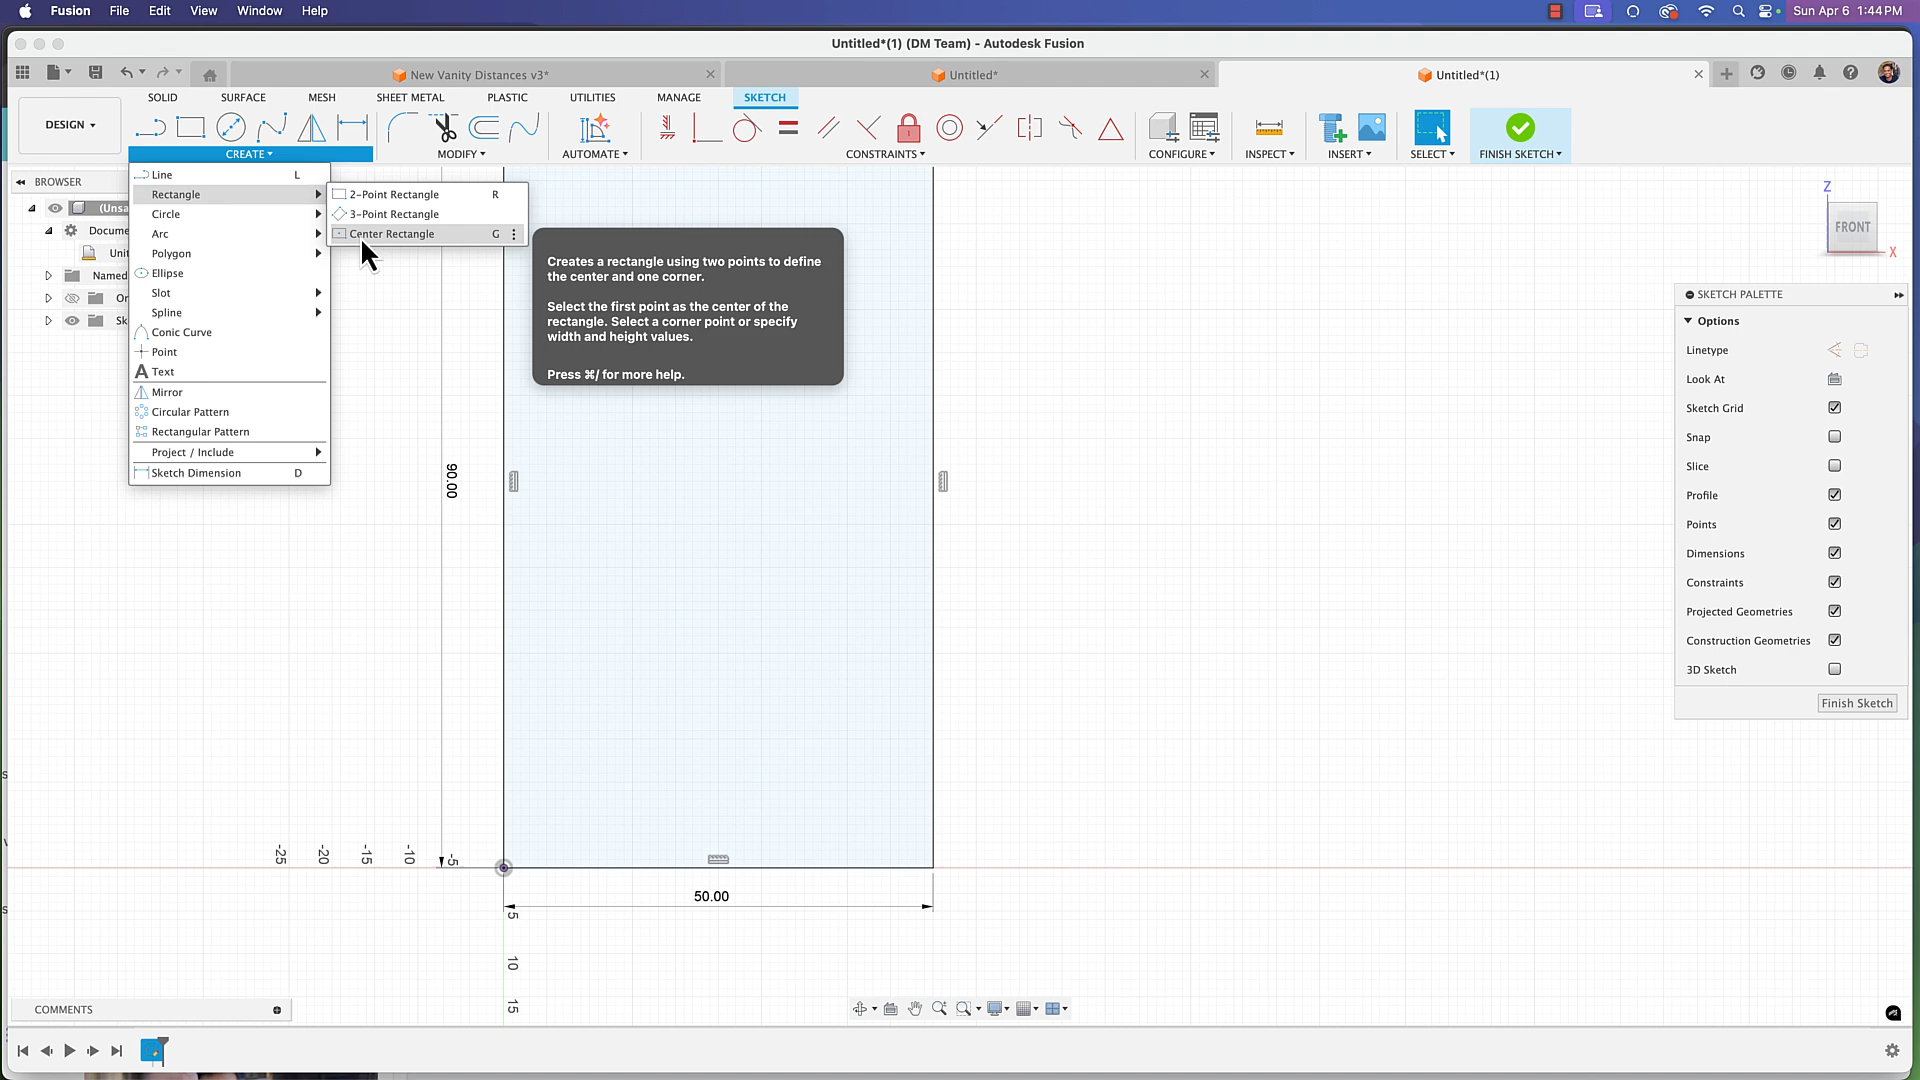 Fusion File Edit View Window Help
Sun Apr 6 1:44 PM
Untitled*(1) (DM Team) - Autodesk Fusion
New Vanity Distances v3*
Untitled*
Untitled*(1)
DESIGN
SOLID SURFACE MESH SHEET METAL PLASTIC UTILITIES MANAGE SKETCH
CREATE MODIFY AUTOMATE CONSTRAINTS CONFIGURE INSPECT INSERT SELECT FINISH SKETCH
BROWSER
(Unsa
Docume
Unit
Named
Or
Sk
Line L
Rectangle
Circle
Arc
Polygon
Ellipse
Slot
Spline
Conic Curve
Point
Text
Mirror
Circular Pattern
Rectangular Pattern
Project / Include
Sketch Dimension D
2-Point Rectangle R
3-Point Rectangle
Center Rectangle G
Creates a rectangle using two points to define
the center and one corner.
Select the first point as the center of the
rectangle. Select a corner point or specify
width and height values.
Press ⌘/ for more help.
Z
FRONT
X
SKETCH PALETTE
Options
Linetype
Look At
Sketch Grid
Snap
Slice
Profile
Points
Dimensions
Constraints
Projected Geometries
Construction Geometries
3D Sketch
Finish Sketch
90.00
-25 -20 -15 -10 -5
50.00
5
10
15
COMMENTS